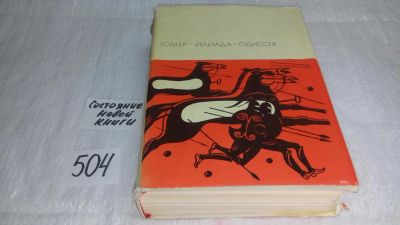 ГОМЕР · ИЛИАДА · ОДИССЕЯ
Состояние
новой
книги
504